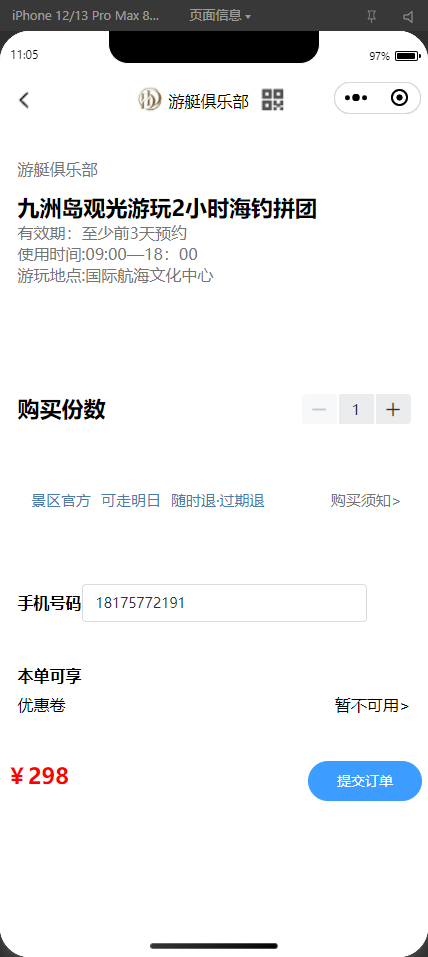 iPhone 12/13 Pro Max 8... 页面信息
11:05 97%
游艇俱乐部
游艇俱乐部
九洲岛观光游玩2小时海钓拼团
有效期：至少前3天预约
使用时间:09:00—18：00
游玩地点:国际航海文化中心
购买份数 1
景区官方 可走明日 随时退·过期退 购买须知>
手机号码 18175772191
本单可享
优惠卷 暂不可用>
¥ 298 提交订单